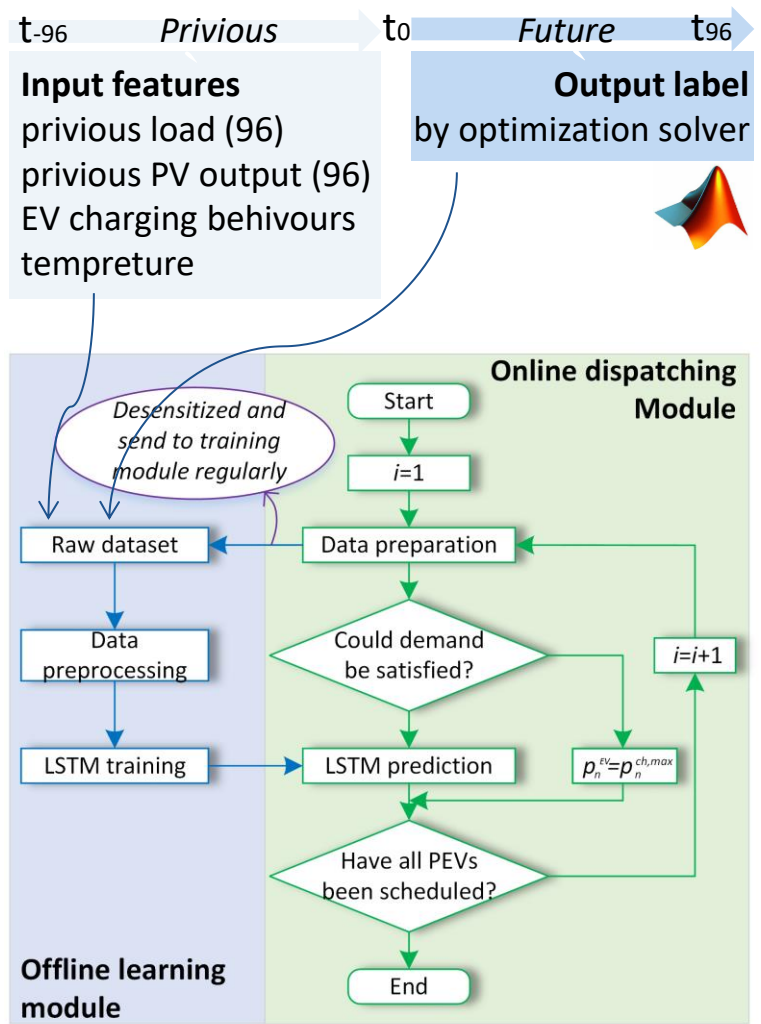 t-96 Privious t0 Future t96
Input features
privious load (96)
privious PV output (96)
EV charging behivours
tempreture
Output label
by optimization solver
Online dispatching
Module
Desensitized and
send to training
module regularly
Start
i=1
Raw dataset
Data preparation
Could demand
be satisfied?
i=i+1
Data
preprocessing
LSTM training
LSTM prediction
pₙᴱⱽ=pₙ^ch,max
Have all PEVs
been scheduled?
End
Offline learning
module